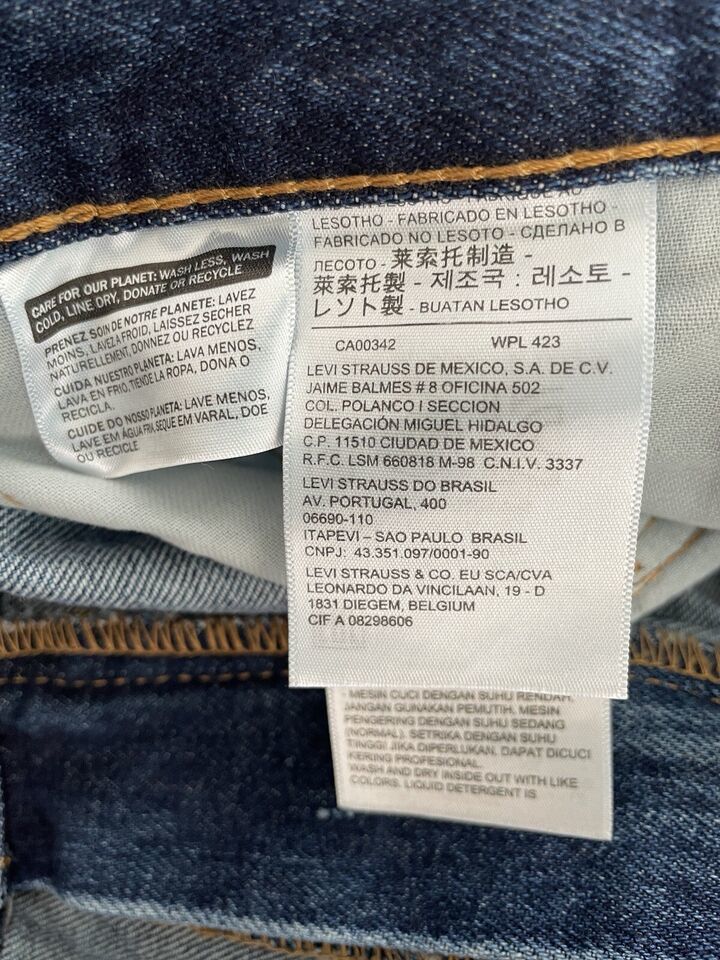 CARE FOR OUR PLANET: WASH LESS, WASH
COLD, LINE DRY, DONATE OR RECYCLE
PRENEZ SOIN DE NOTRE PLANETE: LAVEZ
MOINS, LAVEZ A FROID, LAISSEZ SECHER
NATURELLEMENT, DONNEZ OU RECYCLEZ
CUIDA NUESTRO PLANETA: LAVA MENOS,
LAVA EN FRIO, TIENDE LA ROPA, DONA O
RECICLA.
CUIDE DO NOSSO PLANETA: LAVE MENOS,
LAVE EM ÁGUA FRIA, SEQUE EM VARAL, DOE
OU RECICLE
LESOTHO - FABRICADO EN LESOTHO -
FABRICADO NO LESOTO - СДЕЛАНО В
ЛЕСОТО - 莱索托制造 -
萊索托製 - 제조국 : 레소토 -
レソト製 - BUATAN LESOTHO
CA00342 WPL 423
LEVI STRAUSS DE MEXICO, S.A. DE C.V.
JAIME BALMES # 8 OFICINA 502
COL. POLANCO I SECCION
DELEGACIÓN MIGUEL HIDALGO
C.P. 11510 CIUDAD DE MEXICO
R.F.C. LSM 660818 M-98 C.N.I.V. 3337
LEVI STRAUSS DO BRASIL
AV. PORTUGAL, 400
06690-110
ITAPEVI – SAO PAULO BRASIL
CNPJ: 43.351.097/0001-90
LEVI STRAUSS & CO. EU SCA/CVA
LEONARDO DA VINCILAAN, 19 - D
1831 DIEGEM, BELGIUM
CIF A 08298606
- MESIN CUCI DENGAN SUHU RENDAH.
JANGAN GUNAKAN PEMUTIH. MESIN
PENGERING DENGAN SUHU SEDANG
(NORMAL). SETRIKA DENGAN SUHU
TINGGI JIKA DIPERLUKAN. DAPAT DICUCI
KERING PROFESIONAL.
WASH AND DRY INSIDE OUT WITH LIKE
COLORS. LIQUID DETERGENT IS